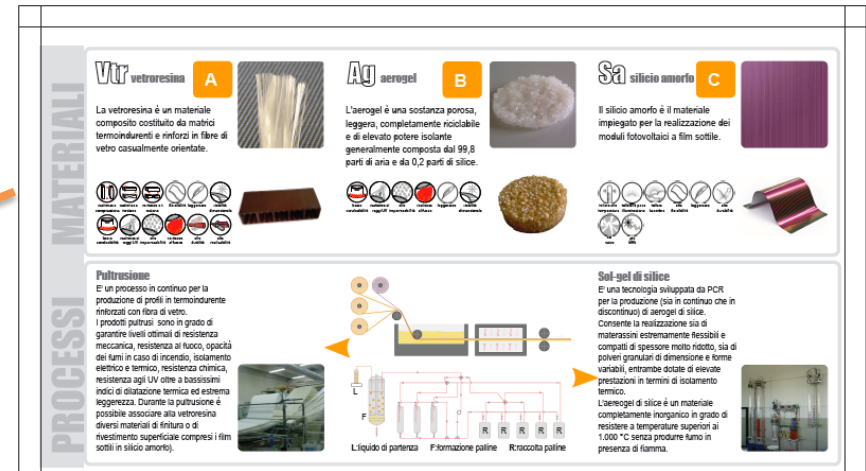 MATERIALI
Vtr vetroresina A
La vetroresina è un materiale
composito costituito da matrici
termoindurenti e rinforzi in fibre di
vetro casualmente orientate.
Ag aerogel B
L'aerogel è una sostanza porosa,
leggera, completamente riciclabile
e di elevato potere isolante
generalmente composta dal 99,8
parti di aria e da 0,2 parti di silice.
Sa silicio amorfo C
Il silicio amorfo è il materiale
impiegato per la realizzazione dei
moduli fotovoltaici a film sottile.
PROCESSI
Pultrusione
E' un processo in continuo per la
produzione di profili in termoindurente
rinforzati con fibra di vetro.
I prodotti pultrusi sono in grado di
garantire livelli ottimali di resistenza
meccanica, resistenza al fuoco, opacità
dei fumi in caso di incendio, isolamento
elettrico e termico, resistenza chimica,
resistenza agli UV oltre a bassissimi
indici di dilatazione termica ed estrema
leggerezza. Durante la pultrusione è
possibile associare alla vetroresina
diversi materiali di finitura o di
rivestimento superficiale compresi i film
sottili in silicio amorfo).
L
F
R R R R R
L:liquido di partenza F:formazione palline R:raccolta palline
Sol-gel di silice
E' una tecnologia sviluppata da PCR
per la produzione (sia in continuo che in
discontinuo) di aerogel di silice.
Consente la realizzazione sia di
materassini estremamente flessibili e
compatti di spessore molto ridotto, sia di
polveri granulari di dimensione e forme
variabili, entrambe dotate di elevate
prestazioni in termini di isolamento
termico.
L'aereogel di silice è un materiale
completamente inorganico in grado di
resistere a temperature superiori ai
1.000 °C senza produrre fumo in
presenza di fiamma.